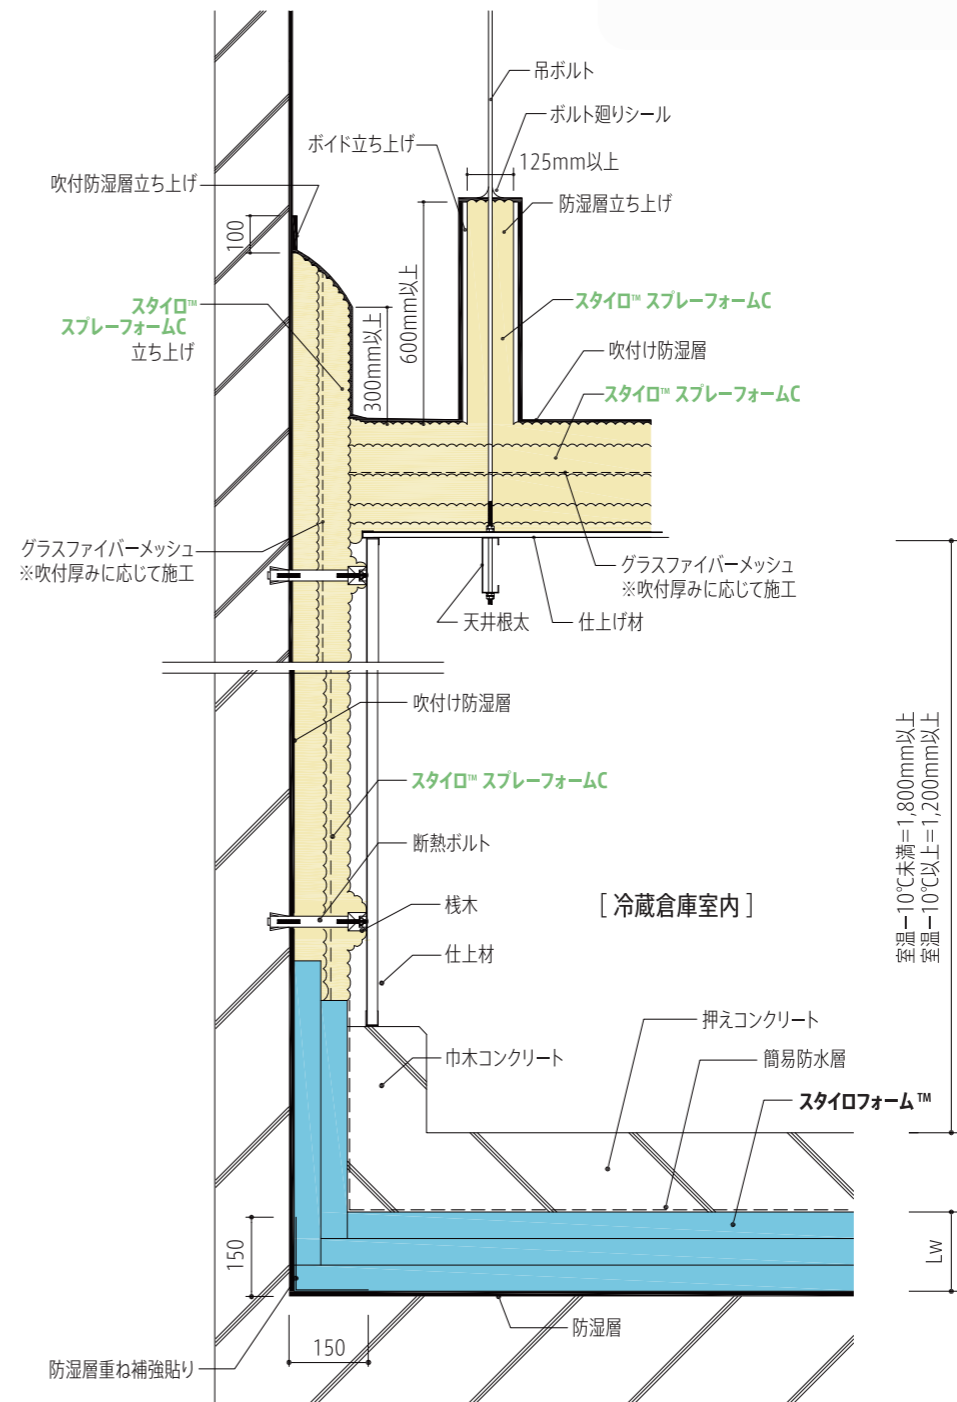 吊ボルト
ボルト廻りシール
ボイド立ち上げ
125mm以上
吹付防湿層立ち上げ
防湿層立ち上げ
100
600mm以上
300mm以上
スタイロ™
スプレーフォームC
立ち上げ
スタイロ™ スプレーフォームC
吹付け防湿層
スタイロ™ スプレーフォームC
グラスファイバーメッシュ
※吹付厚みに応じて施工
グラスファイバーメッシュ
※吹付厚みに応じて施工
天井根太
仕上げ材
吹付け防湿層
スタイロ™ スプレーフォームC
断熱ボルト
桟木
[ 冷蔵倉庫室内 ]
仕上材
室温−10℃未満=1,800mm以上
室温−10℃以上=1,200mm以上
押えコンクリート
巾木コンクリート
簡易防水層
スタイロフォーム™
150
Lw
防湿層
150
防湿層重ね補強貼り